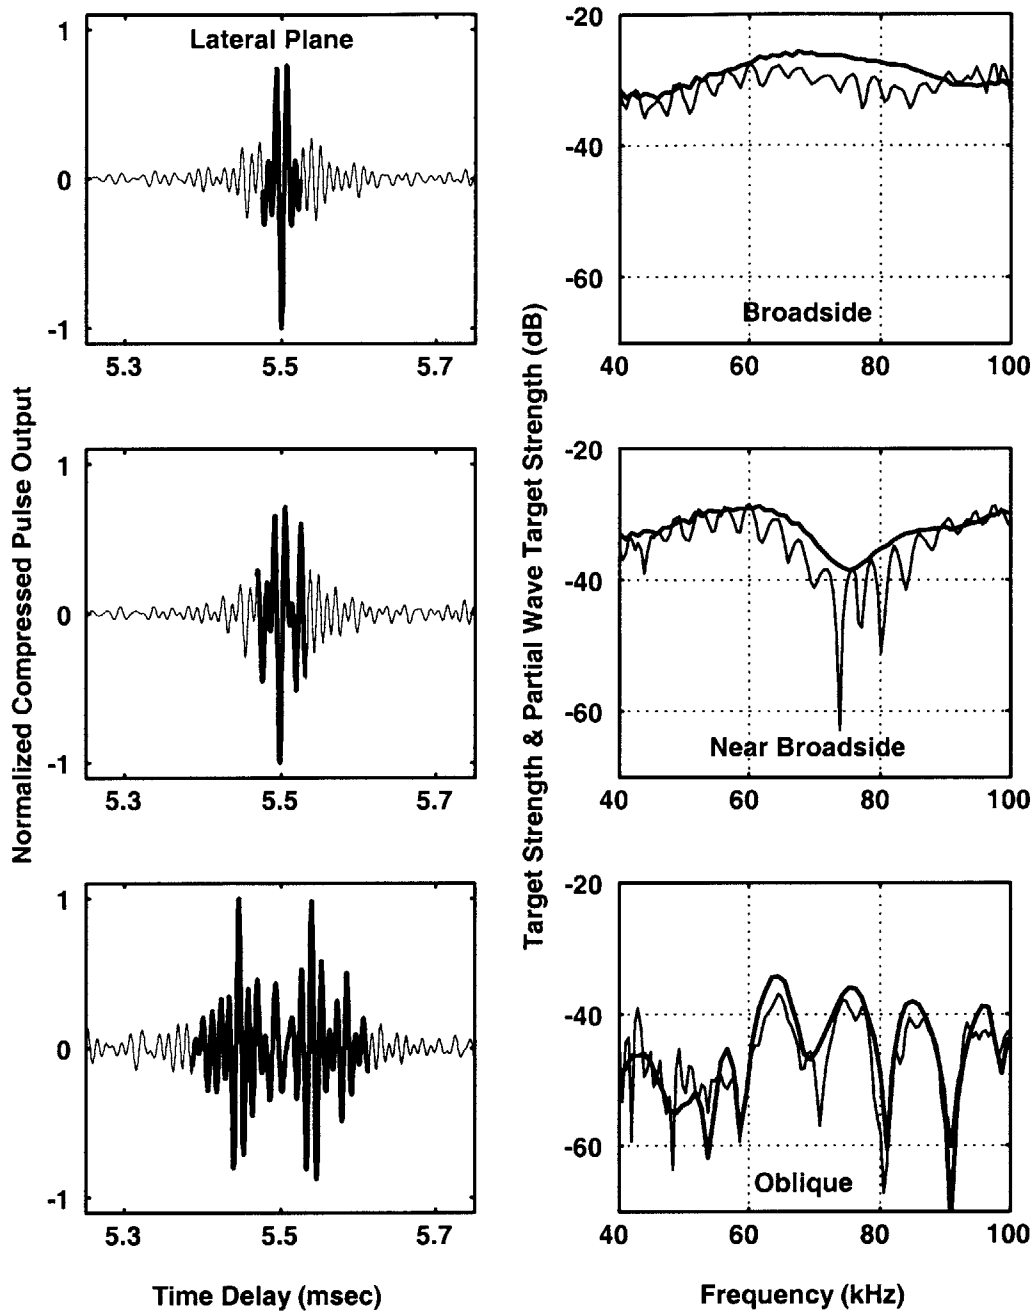 Lateral Plane
1
0
-1
5.3 5.5 5.7
-20
-40
-60
Broadside
40 60 80 100
1
0
-1
5.3 5.5 5.7
-20
-40
-60
Near Broadside
40 60 80 100
1
0
-1
5.3 5.5 5.7
-20
-40
-60
Oblique
40 60 80 100
Normalized Compressed Pulse Output
Target Strength & Partial Wave Target Strength (dB)
Time Delay (msec)
Frequency (kHz)